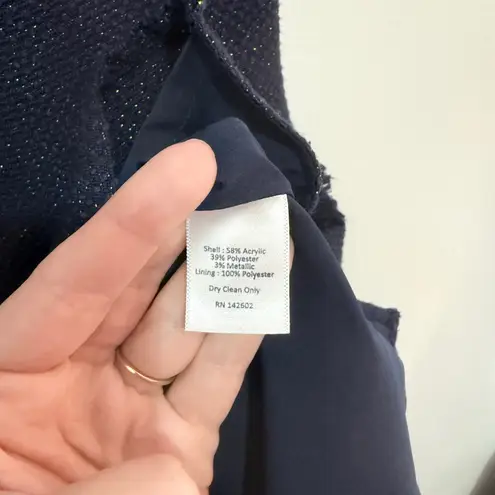 Shell : 58% Acrylic
39% Polyester
3% Metallic
Lining : 100% Polyester
Dry Clean Only
RN 142602